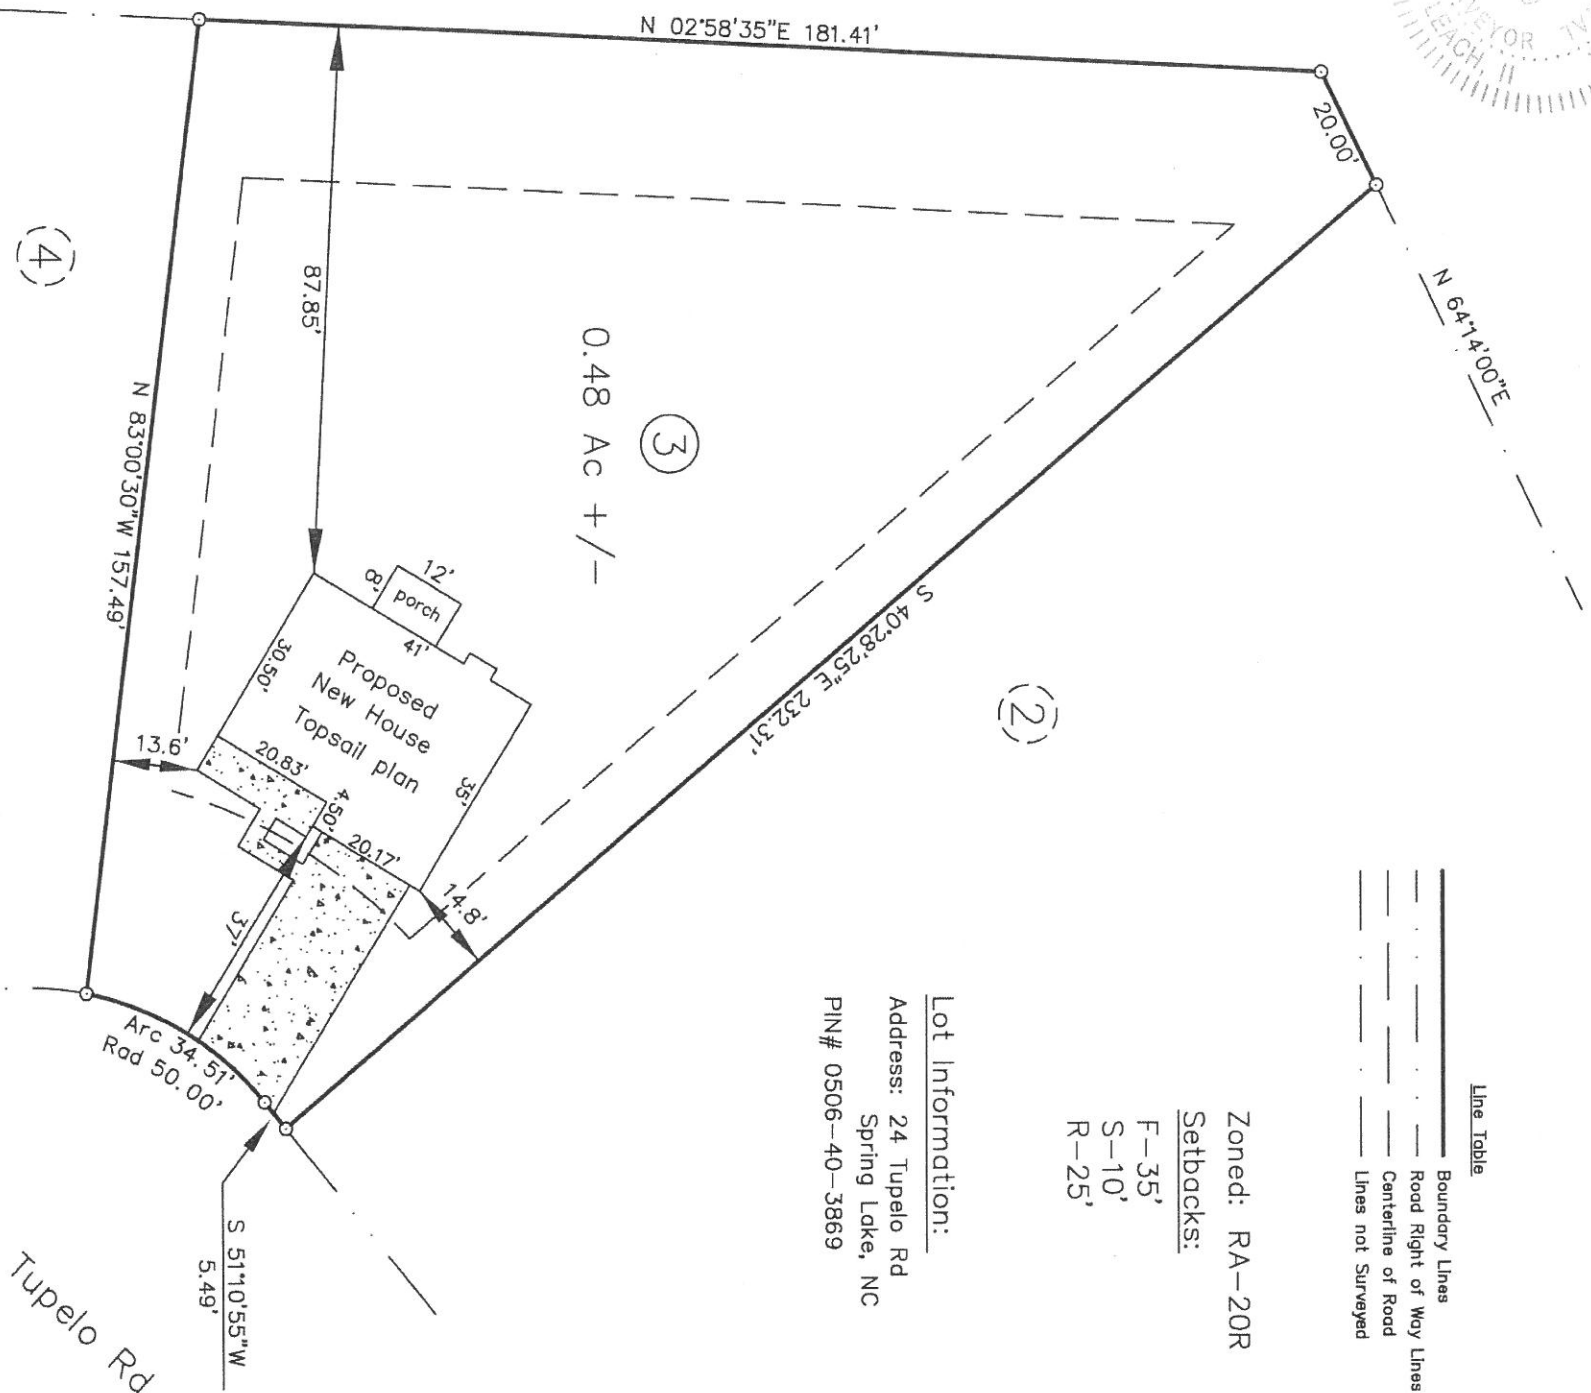 N 02°58'35"E 181.41'
VEYOR
LEACH, II
20.00'
N 64°14'00"E
4
87.85'
0.48 Ac +/-
3
N 83°00'30"W 157.49'
S 40°28'25"E 232.31'
2
12'
8'
porch
41'
30.50'
Proposed
New House
Topsail plan
35'
13.6'
20.83'
4.50'
20.17'
14.8'
37'
Arc 34.51'
Rad 50.00'
S 51°10'55"W
5.49'
Tupelo Rd
Lot Information:
Address: 24 Tupelo Rd
Spring Lake, NC
PIN# 0506-40-3869
Zoned: RA-20R
Setbacks:
F-35'
S-10'
R-25'
Line Table
Boundary Lines
Road Right of Way Lines
Centerline of Road
Lines not Surveyed